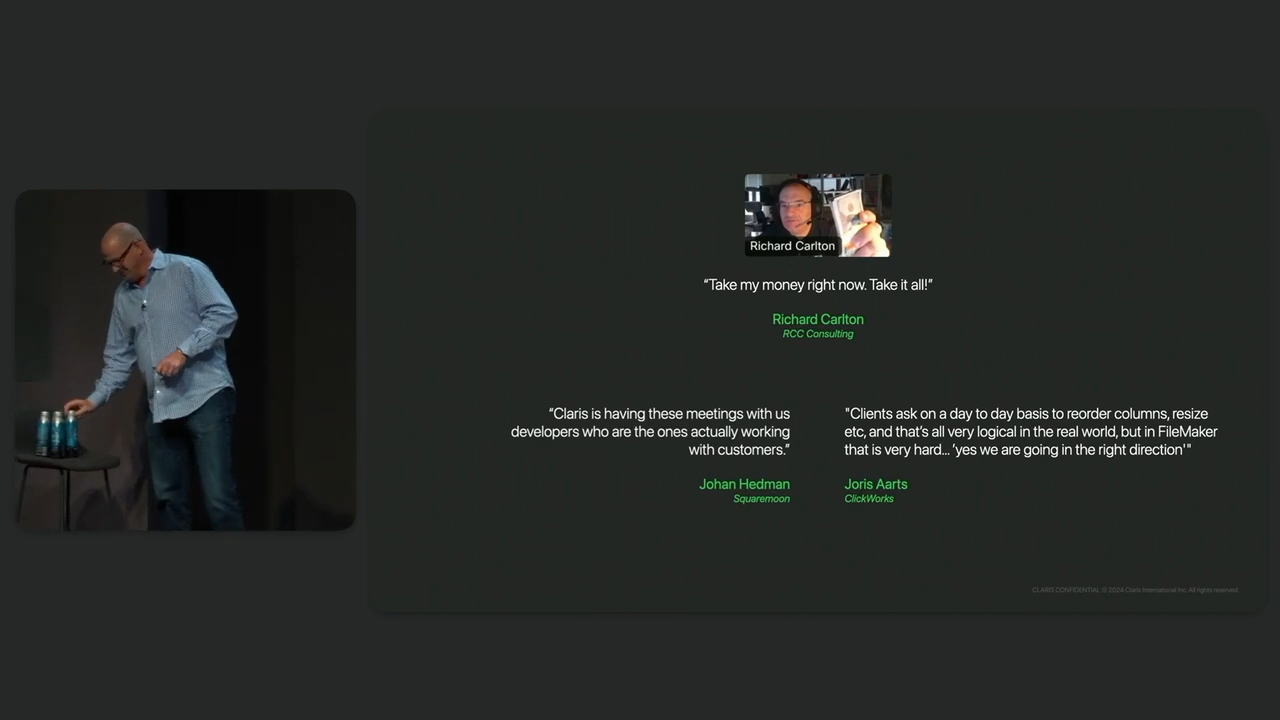 Richard Carlton
“Take my money right now. Take it all!”
Richard Carlton
RCC Consulting
“Claris is having these meetings with us
developers who are the ones actually working
with customers.”
Johan Hedman
Squaremoon
"Clients ask on a day to day basis to reorder columns, resize
etc, and that’s all very logical in the real world, but in FileMaker
that is very hard... ‘yes we are going in the right direction'"
Joris Aarts
ClickWorks
CLARIS CONFIDENTIAL © 2024 Claris International Inc. All rights reserved.